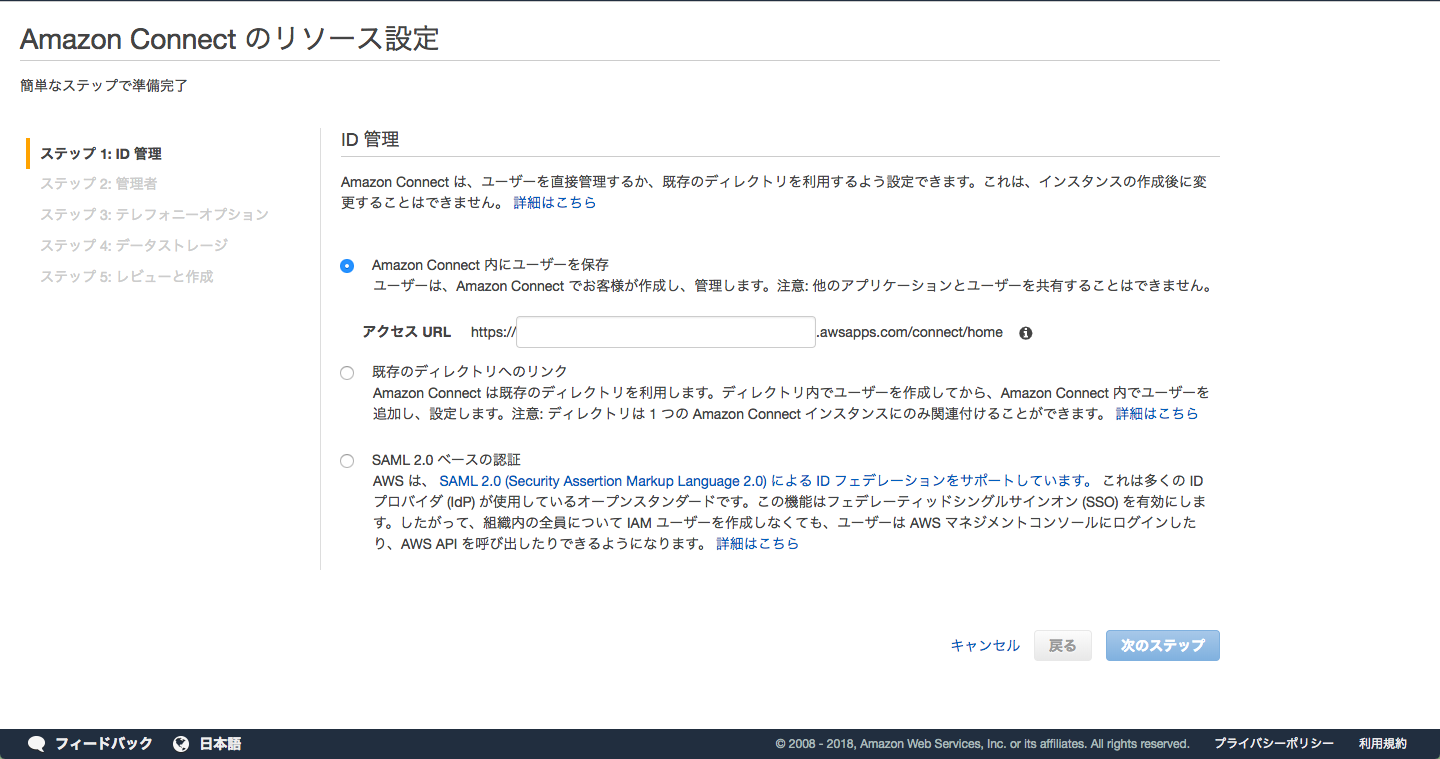 Amazon Connect のリソース設定
簡単なステップで準備完了
ステップ 1: ID 管理
ステップ 2: 管理者
ステップ 3: テレフォニーオプション
ステップ 4: データストレージ
ステップ 5: レビューと作成
ID 管理
Amazon Connect は、ユーザーを直接管理するか、既存のディレクトリを利用するよう設定できます。これは、インスタンスの作成後に変
更することはできません。 詳細はこちら
Amazon Connect 内にユーザーを保存
ユーザーは、Amazon Connect でお客様が作成し、管理します。注意: 他のアプリケーションとユーザーを共有することはできません。
アクセス URL https:// .awsapps.com/connect/home
既存のディレクトリへのリンク
Amazon Connect は既存のディレクトリを利用します。ディレクトリ内でユーザーを作成してから、Amazon Connect 内でユーザーを
追加し、設定します。注意: ディレクトリは 1 つの Amazon Connect インスタンスにのみ関連付けることができます。 詳細はこちら
SAML 2.0 ベースの認証
AWS は、 SAML 2.0 (Security Assertion Markup Language 2.0) による ID フェデレーションをサポートしています。 これは多くの ID
プロバイダ (IdP) が使用しているオープンスタンダードです。この機能はフェデレーティッドシングルサインオン (SSO) を有効にしま
す。したがって、組織内の全員について IAM ユーザーを作成しなくても、ユーザーは AWS マネジメントコンソールにログインした
り、AWS API を呼び出したりできるようになります。 詳細はこちら
キャンセル 戻る 次のステップ
フィードバック 日本語 © 2008 - 2018, Amazon Web Services, Inc. or its affiliates. All rights reserved. プライバシーポリシー 利用規約